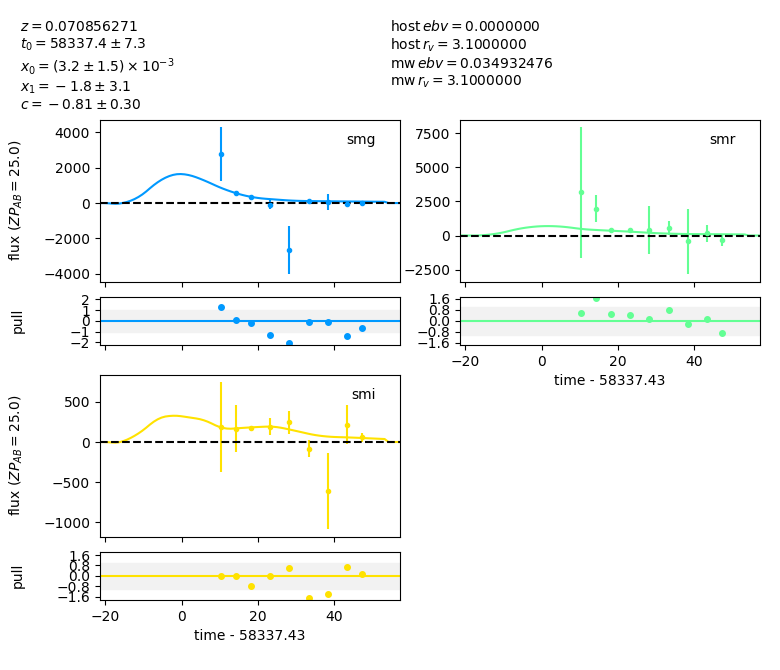 z = 0.070856271
t₀ = 58337.4 ± 7.3
x₀ = (3.2 ± 1.5) × 10⁻³
x₁ = −1.8 ± 3.1
c = −0.81 ± 0.30
host ebv = 0.0000000
host r_v = 3.1000000
mw ebv = 0.034932476
mw r_v = 3.1000000
smg
4000
2000
0
−2000
−4000
flux (ZP_AB = 25.0)
smr
7500
5000
2500
0
−2500
2
1
0
−1
−2
pull
1.6
0.8
0.0
−0.8
−1.6
−20
0
20
40
time - 58337.43
smi
500
0
−500
−1000
flux (ZP_AB = 25.0)
1.6
0.8
0.0
−0.8
−1.6
pull
−20
0
20
40
time - 58337.43